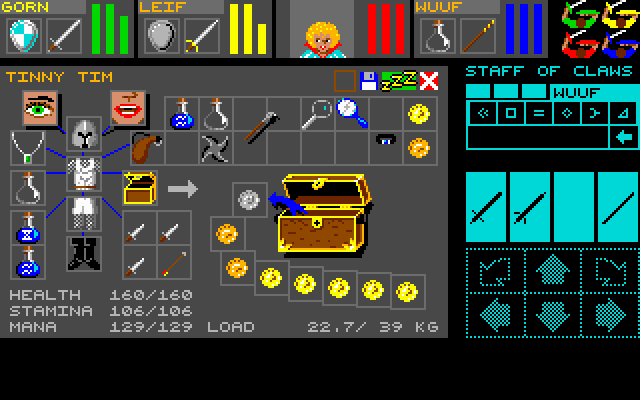 GORN
LEIF
WUUF
TINNY TIM
zZZ
STAFF OF CLAWS
WUUF
HEALTH 160/160
STAMINA 106/106
MANA 129/129 LOAD 22.7/ 39 KG